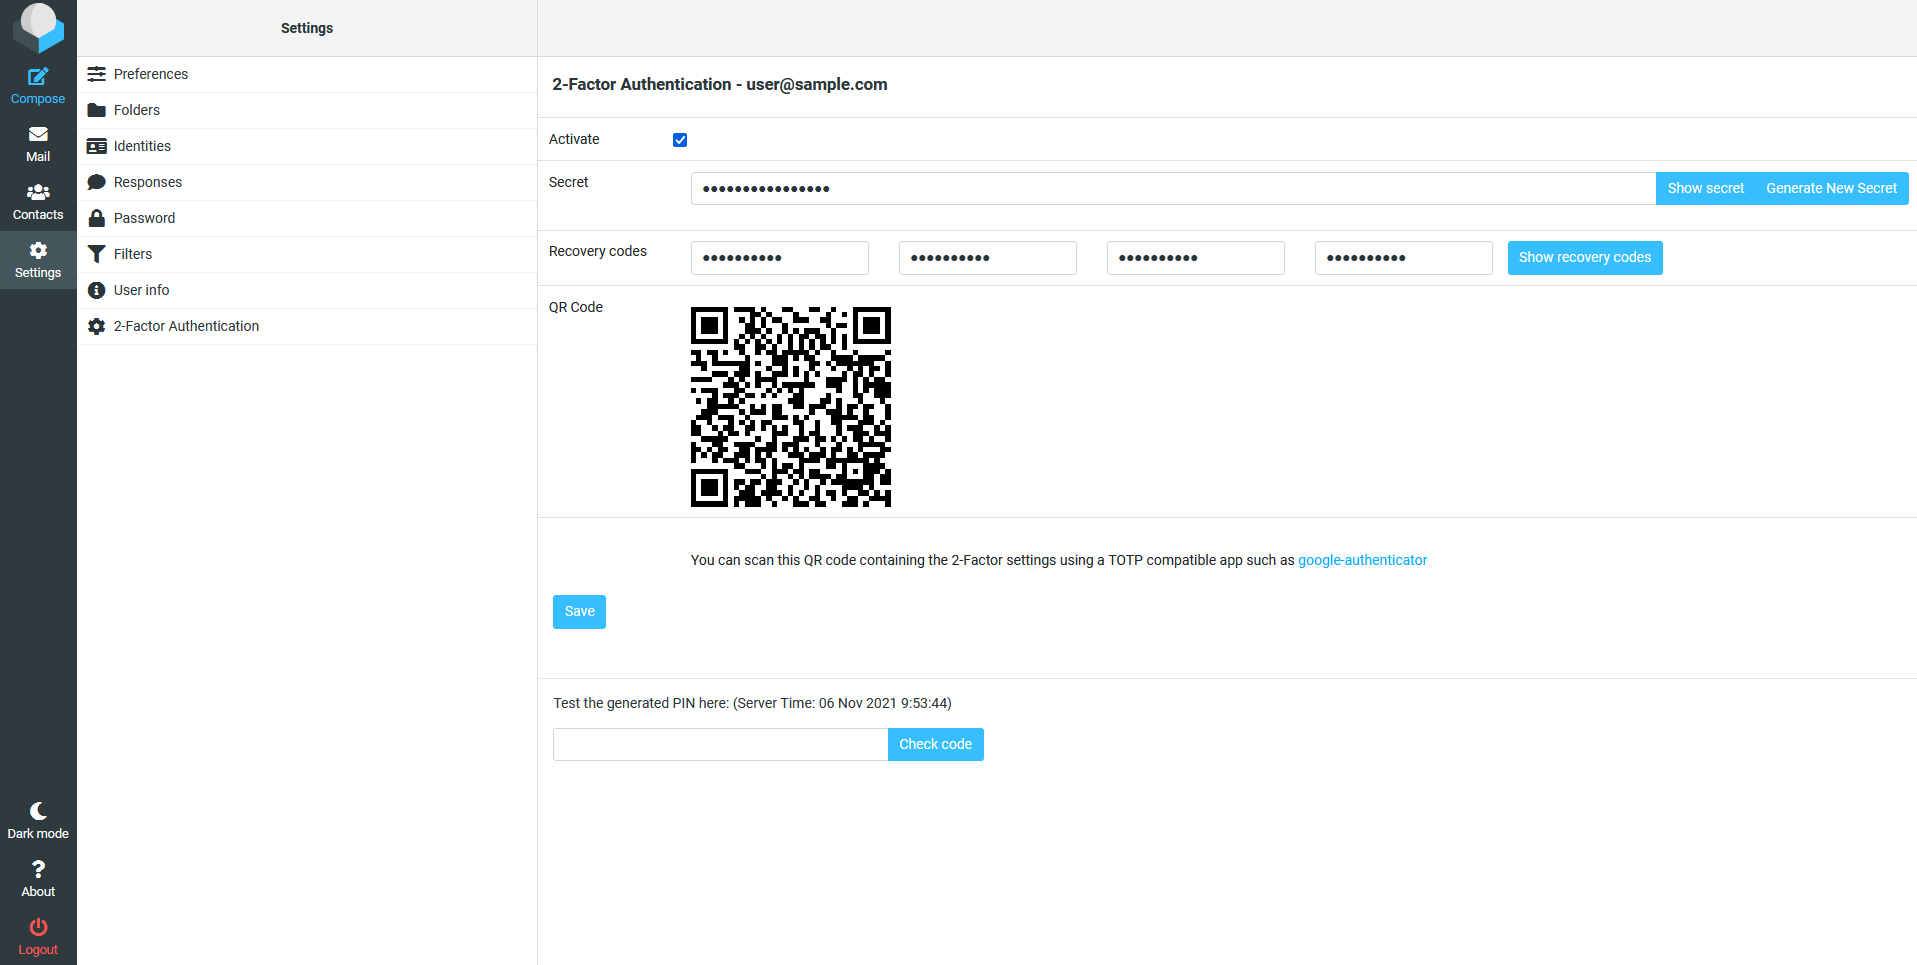 Settings
Compose
Mail
Contacts
Settings
Dark mode
About
Logout
Preferences
Folders
Identities
Responses
Password
Filters
User info
2-Factor Authentication
2-Factor Authentication - user@sample.com
Activate
Secret •••••••••••••••• Show secret Generate New Secret
Recovery codes •••••••••• •••••••••• •••••••••• •••••••••• Show recovery codes
QR Code
You can scan this QR code containing the 2-Factor settings using a TOTP compatible app such as google-authenticator
Save
Test the generated PIN here: (Server Time: 06 Nov 2021 9:53:44)
Check code